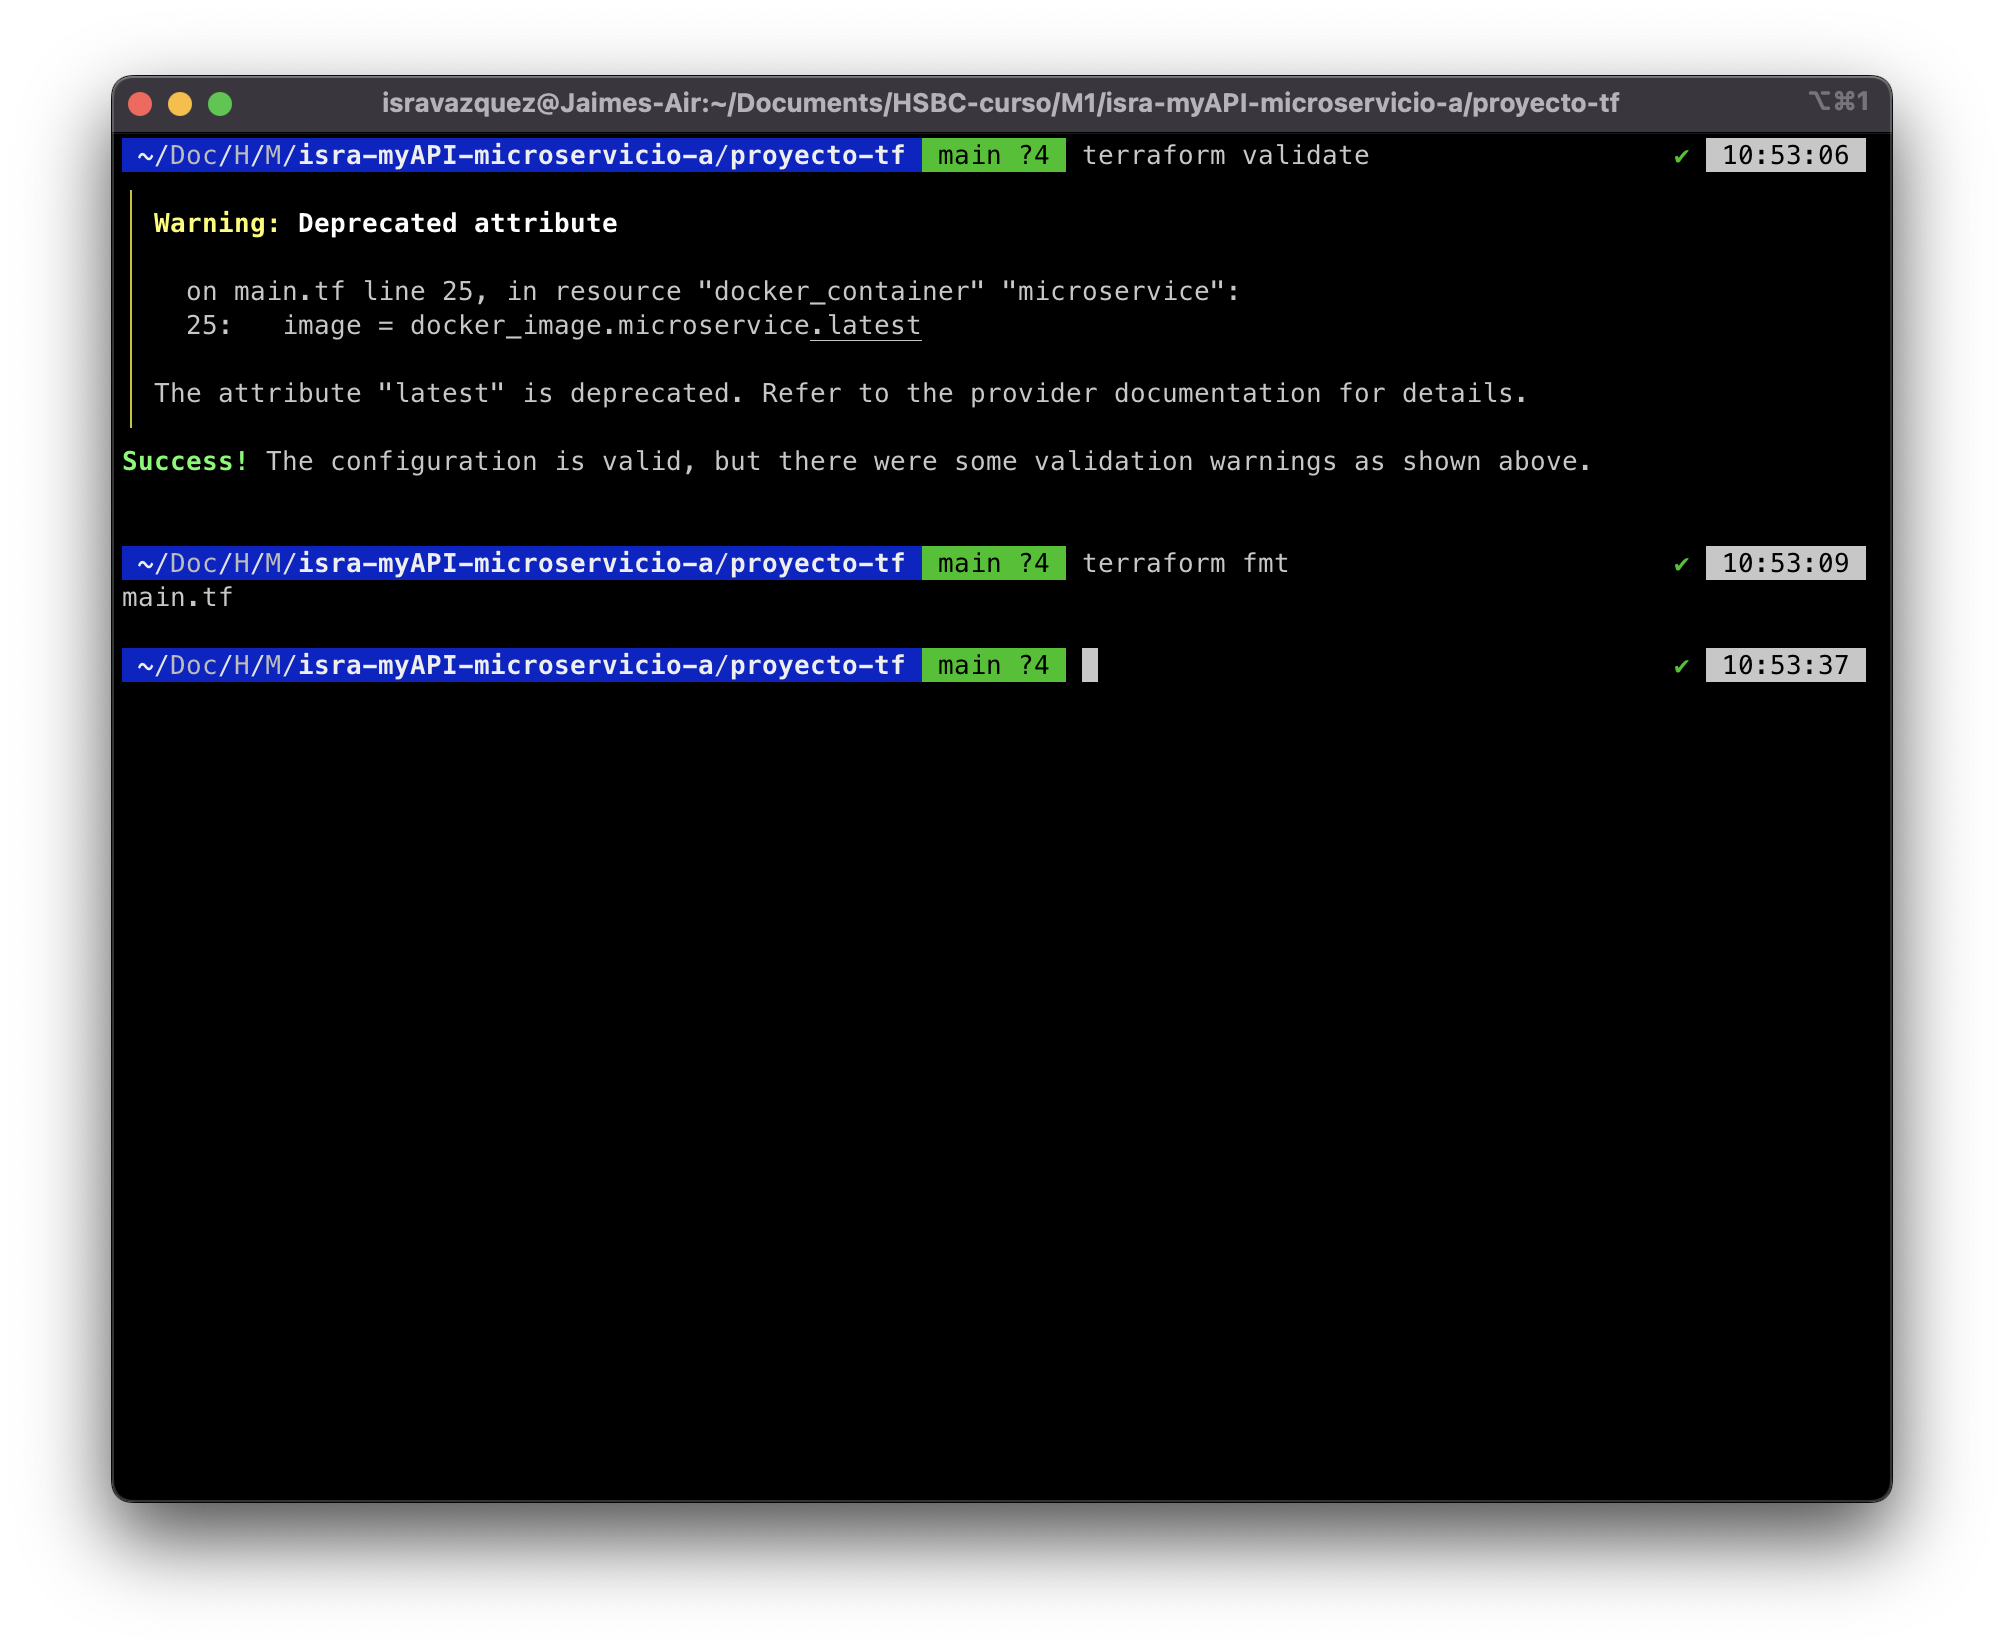 isravazquez@Jaimes-Air:~/Documents/HSBC-curso/M1/isra-myAPI-microservicio-a/proyecto-tf ⌥⌘1
~/Doc/H/M/isra-myAPI-microservicio-a/proyecto-tf main ?4 terraform validate ✔ 10:53:06
Warning: Deprecated attribute
on main.tf line 25, in resource "docker_container" "microservice":
25:   image = docker_image.microservice.latest
The attribute "latest" is deprecated. Refer to the provider documentation for details.
Success! The configuration is valid, but there were some validation warnings as shown above.
~/Doc/H/M/isra-myAPI-microservicio-a/proyecto-tf main ?4 terraform fmt ✔ 10:53:09
main.tf
~/Doc/H/M/isra-myAPI-microservicio-a/proyecto-tf main ?4 ✔ 10:53:37